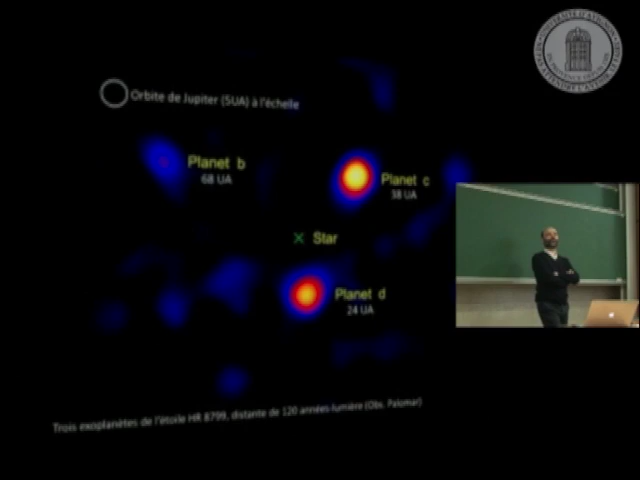 Orbite de Jupiter (5UA) à l'échelle
Planet b
68 UA
Planet c
38 UA
Star
Planet d
24 UA
Trois exoplanètes de l'étoile HR 8799, distante de 120 années-lumière (Obs. Palomar)